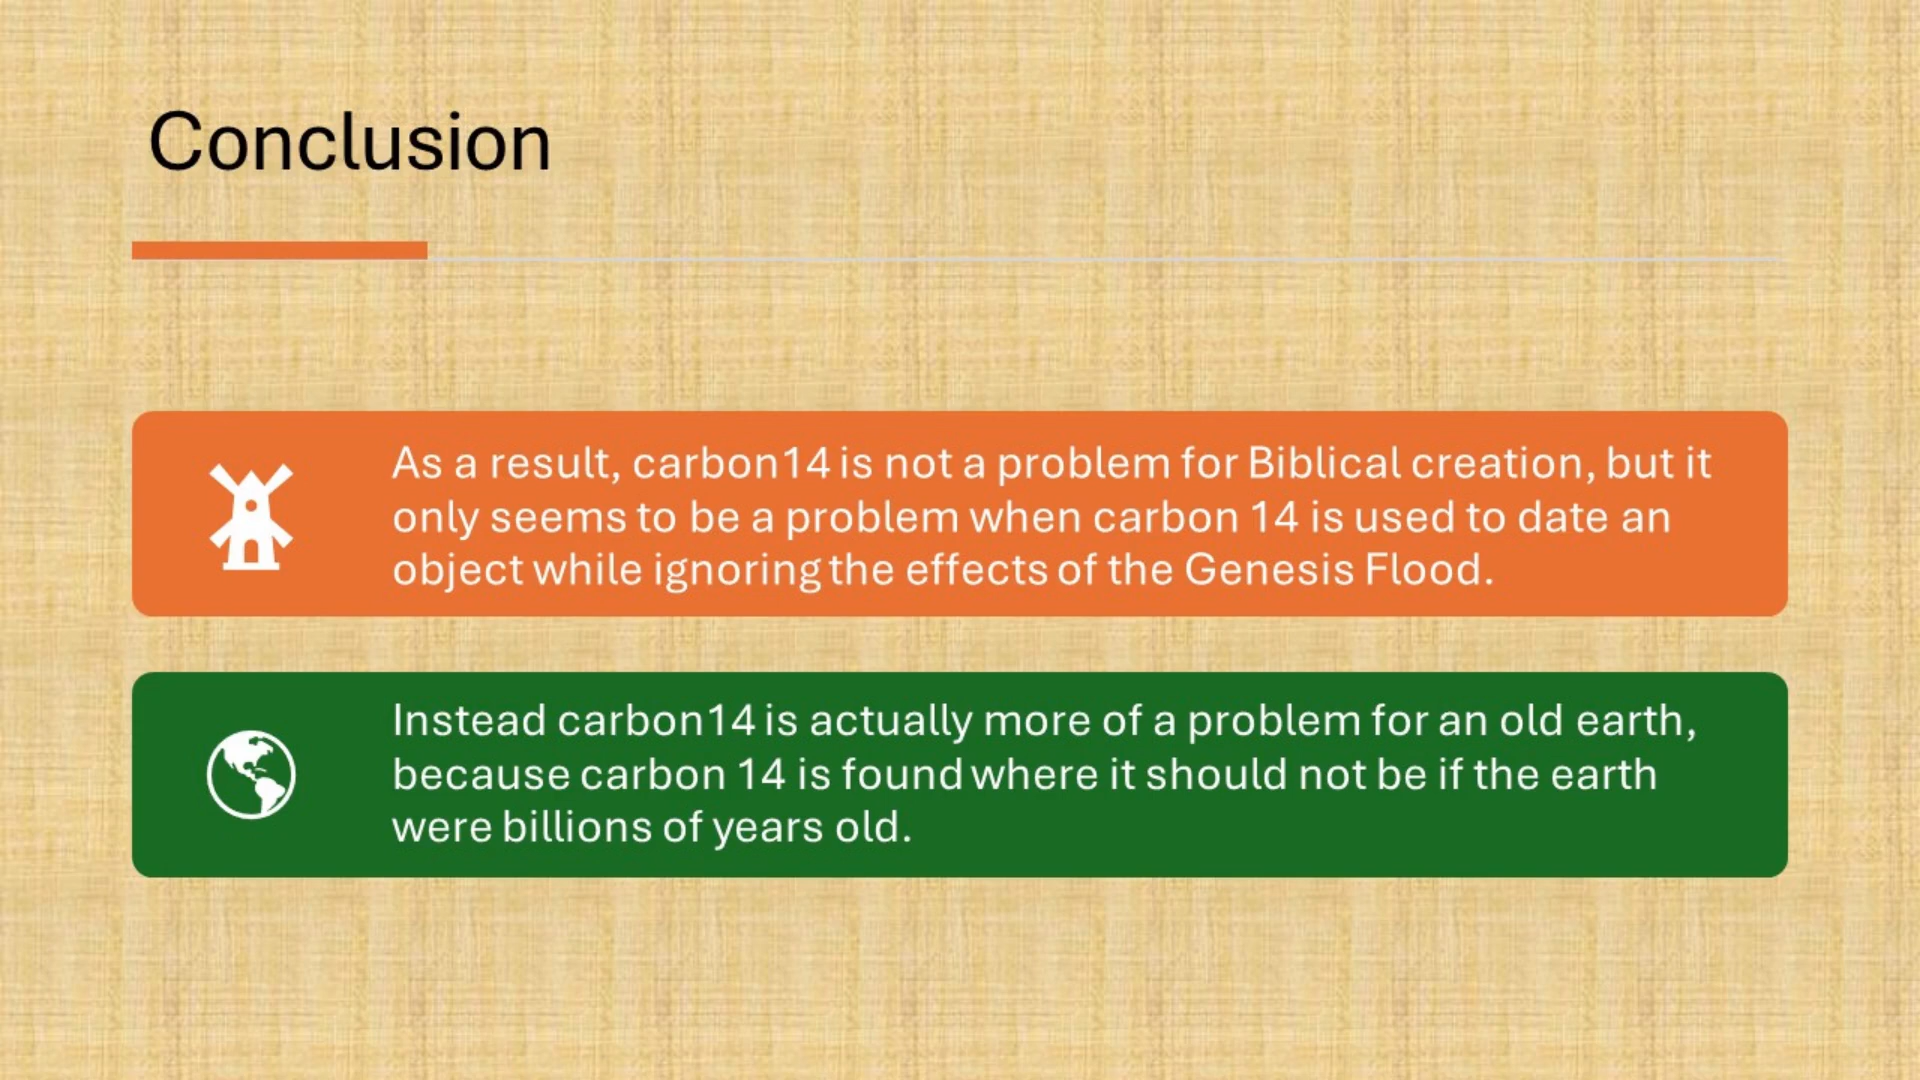 Conclusion
As a result, carbon14 is not a problem for Biblical creation, but it
only seems to be a problem when carbon 14 is used to date an
object while ignoring the effects of the Genesis Flood.
Instead carbon14 is actually more of a problem for an old earth,
because carbon 14 is found where it should not be if the earth
were billions of years old.